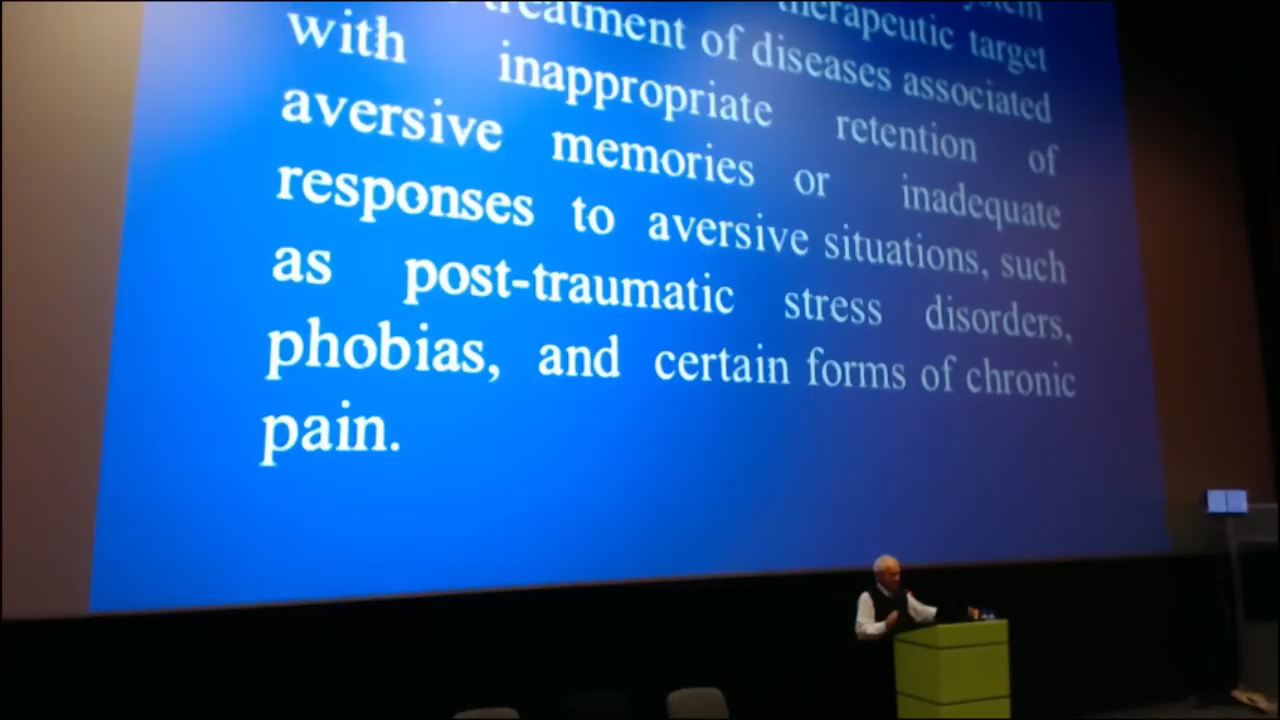 therapeutic target
treatment of diseases associated
with inappropriate retention of
aversive memories or inadequate
responses to aversive situations, such
as post-traumatic stress disorders,
phobias, and certain forms of chronic
pain.